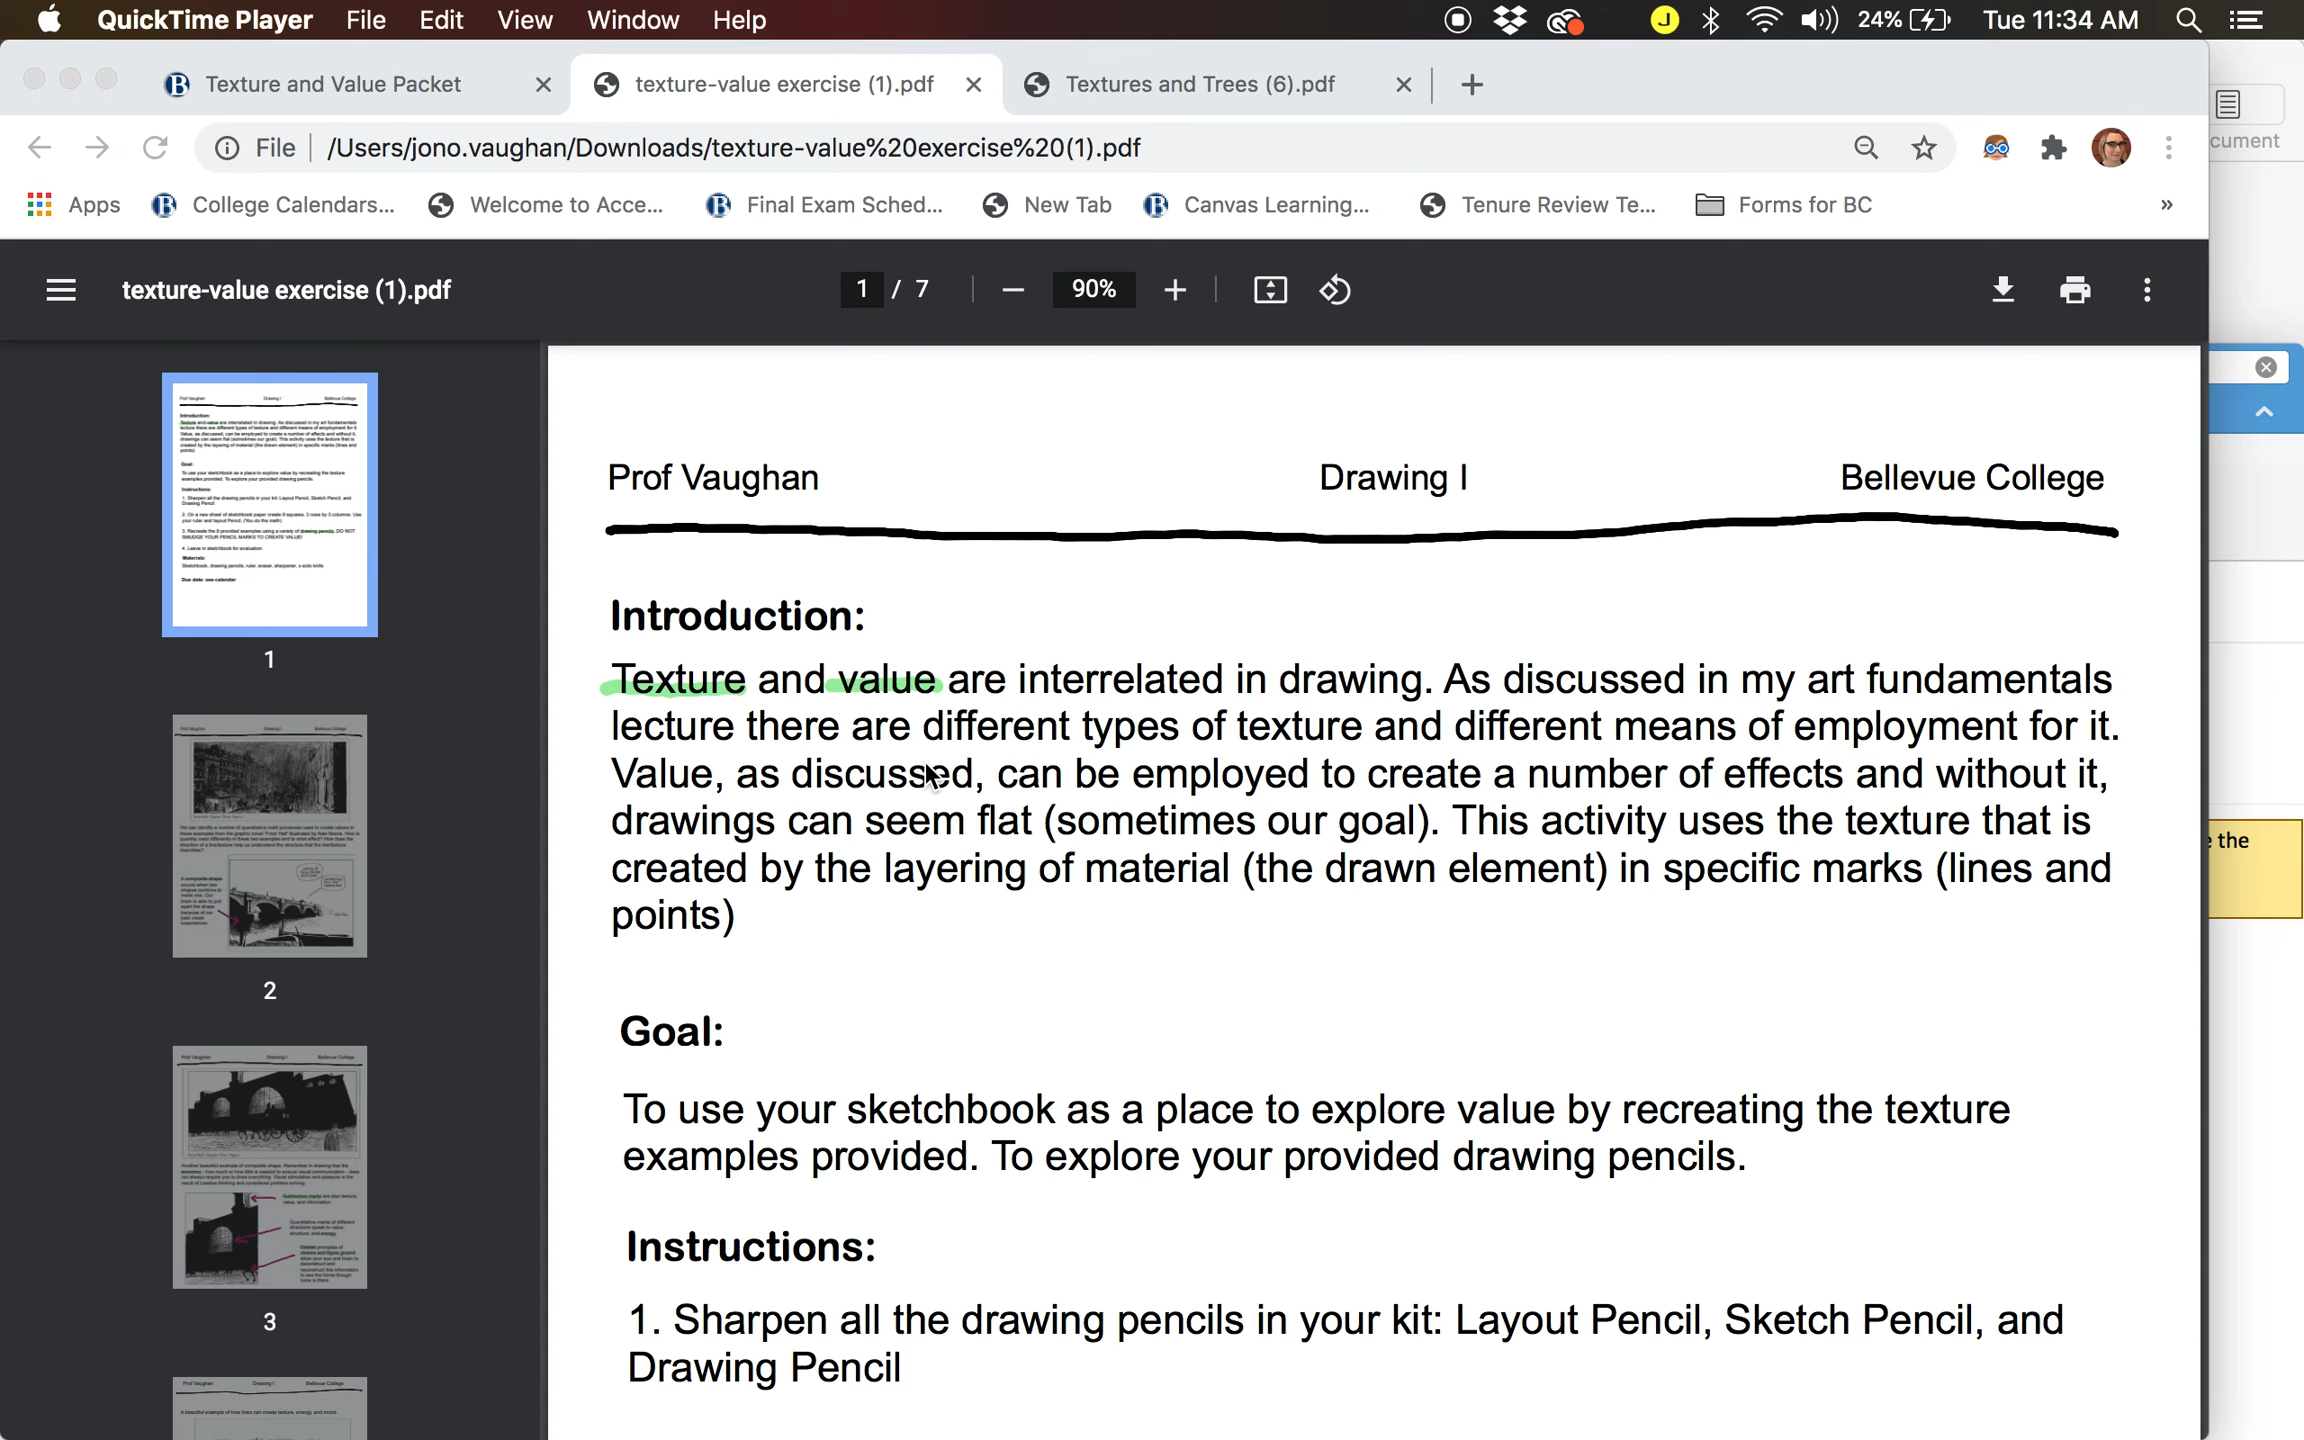 QuickTime Player File Edit View Window Help 24% Tue 11:34 AM
Texture and Value Packet texture-value exercise (1).pdf Textures and Trees (6).pdf
File /Users/jono.vaughan/Downloads/texture-value%20exercise%20(1).pdf
cument
Apps College Calendars... Welcome to Acce... Final Exam Sched... New Tab Canvas Learning... Tenure Review Te... Forms for BC »
texture-value exercise (1).pdf 1 / 7 90%
1
2
3
Prof Vaughan Drawing I Bellevue College
Introduction:
Texture and value are interrelated in drawing. As discussed in my art fundamentals
lecture there are different types of texture and different means of employment for it.
Value, as discussed, can be employed to create a number of effects and without it,
drawings can seem flat (sometimes our goal). This activity uses the texture that is
created by the layering of material (the drawn element) in specific marks (lines and
points)
Goal:
To use your sketchbook as a place to explore value by recreating the texture
examples provided. To explore your provided drawing pencils.
Instructions:
1. Sharpen all the drawing pencils in your kit: Layout Pencil, Sketch Pencil, and
Drawing Pencil
the